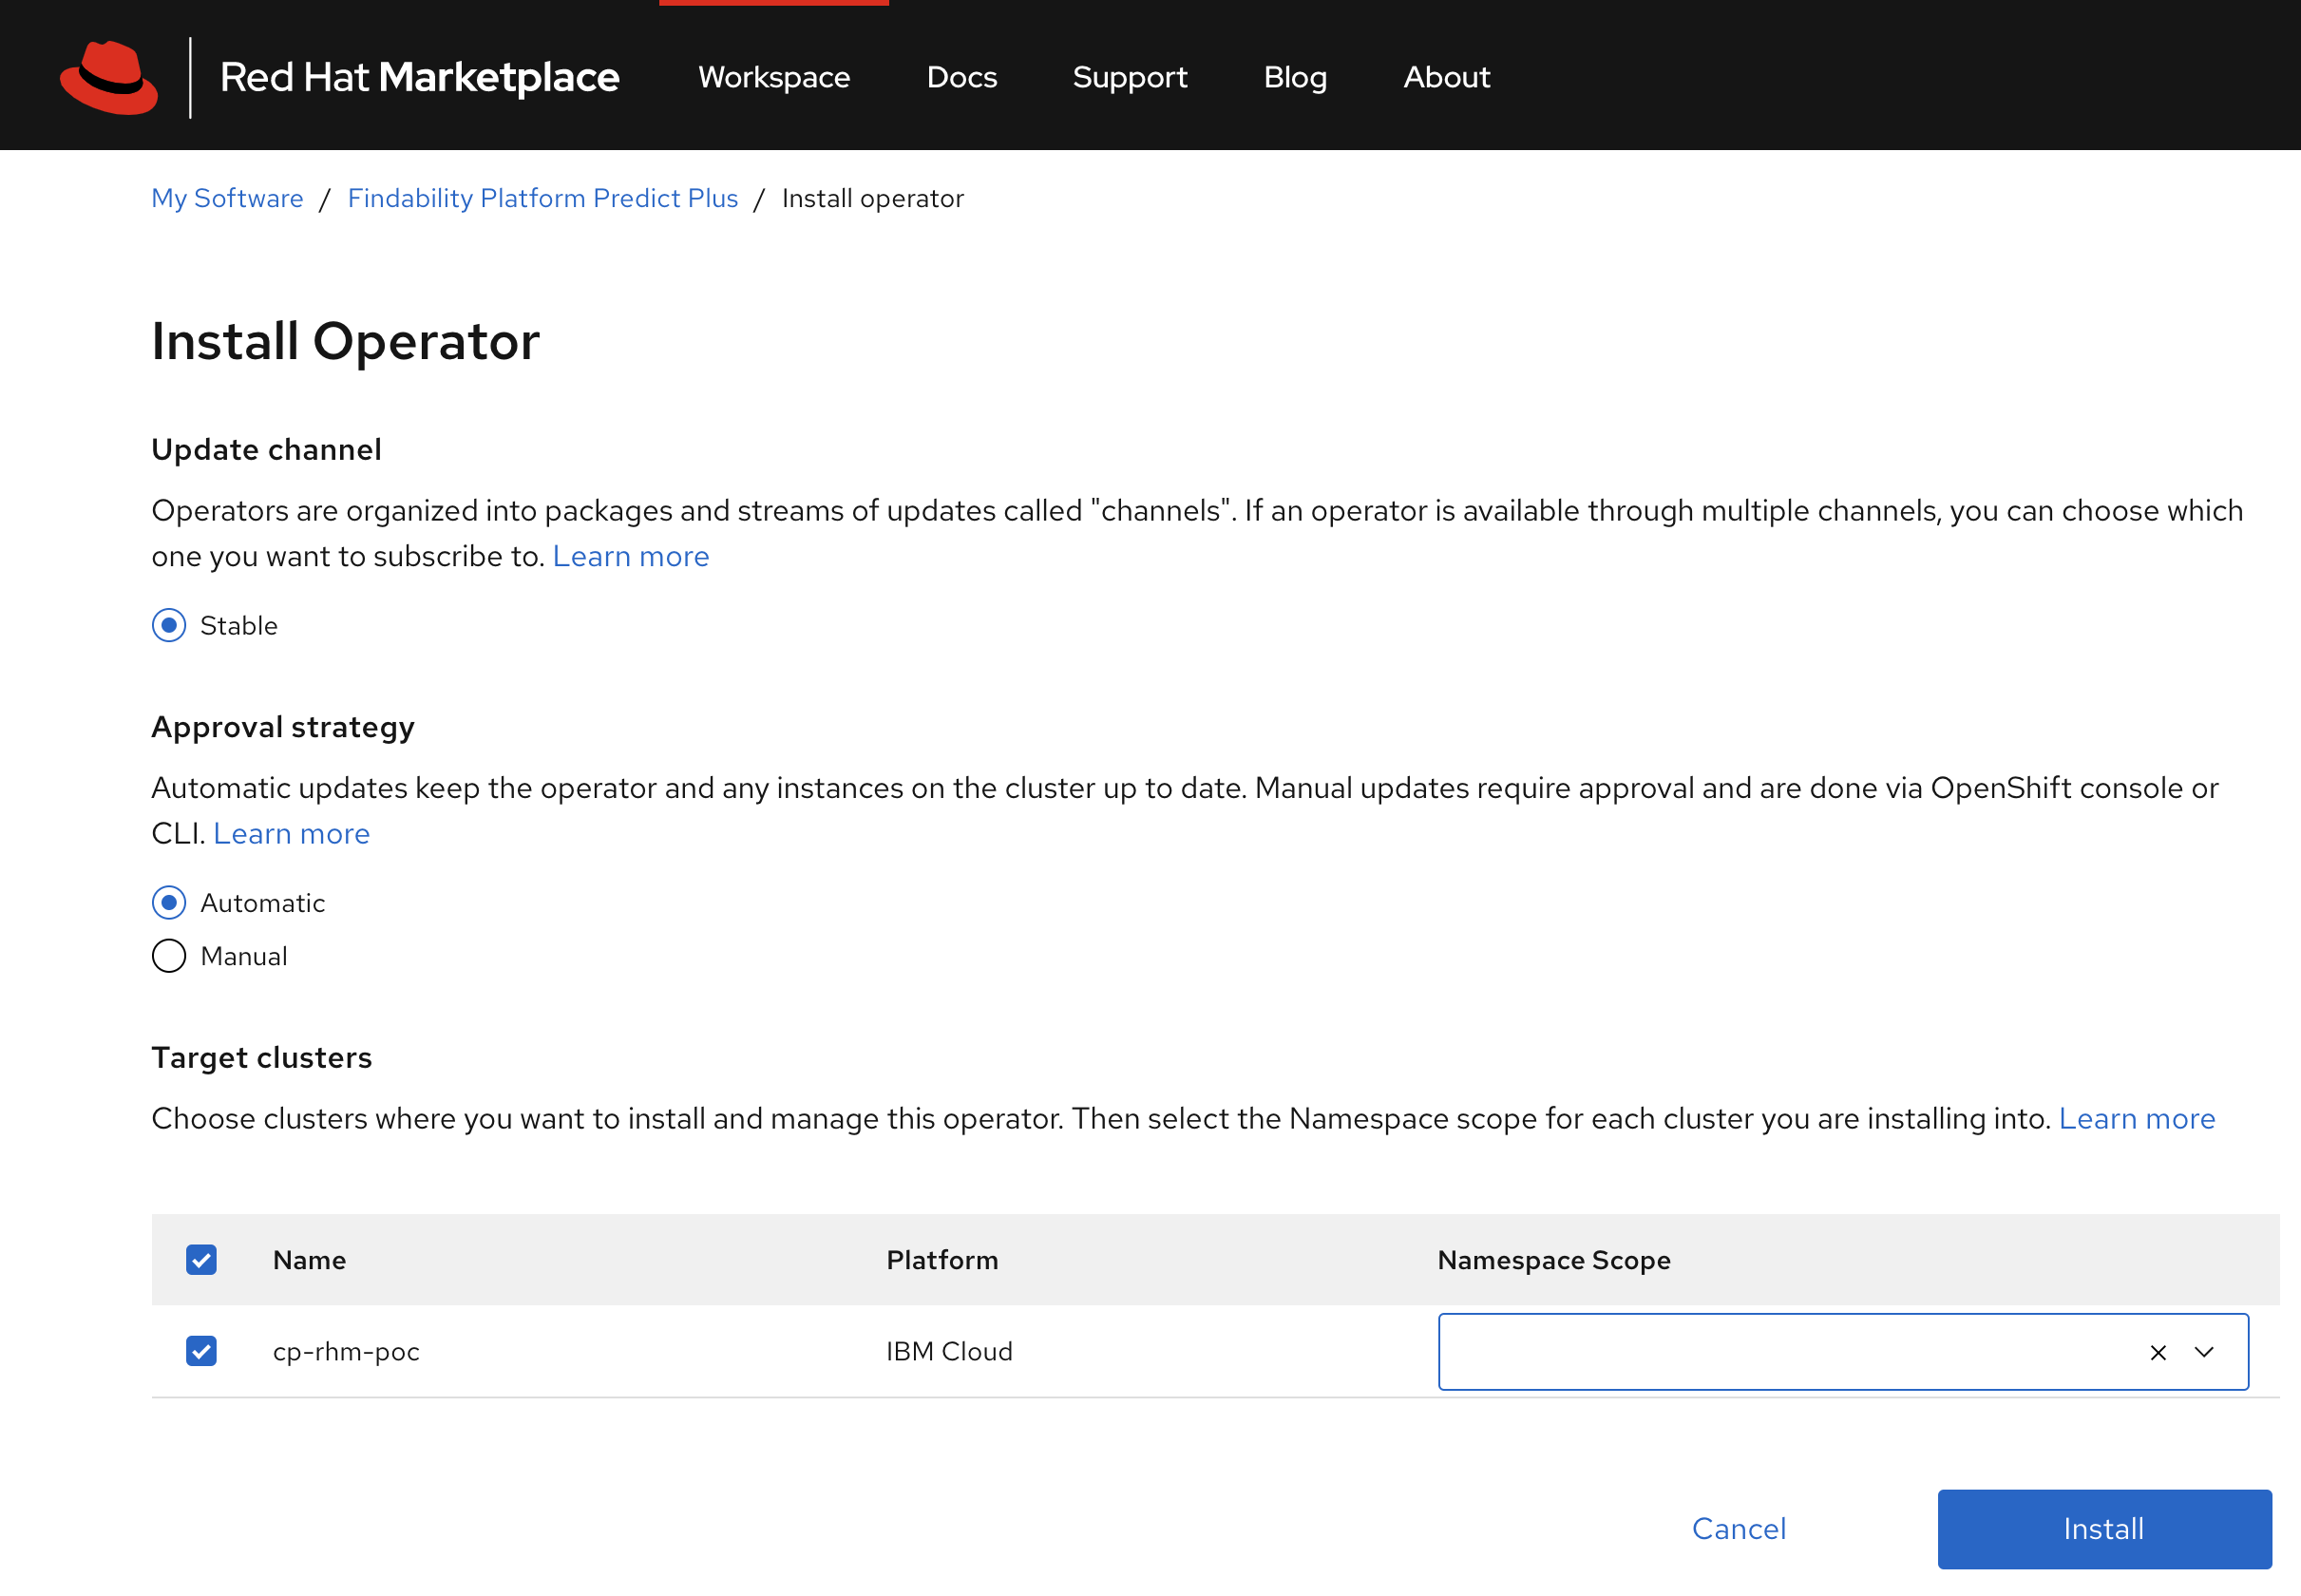 Red Hat Marketplace Workspace Docs Support Blog About
My Software / Findability Platform Predict Plus / Install operator
Install Operator
Update channel
Operators are organized into packages and streams of updates called "channels". If an operator is available through multiple channels, you can choose which
one you want to subscribe to. Learn more
Stable
Approval strategy
Automatic updates keep the operator and any instances on the cluster up to date. Manual updates require approval and are done via OpenShift console or
CLI. Learn more
Automatic
Manual
Target clusters
Choose clusters where you want to install and manage this operator. Then select the Namespace scope for each cluster you are installing into. Learn more
Name Platform Namespace Scope
cp-rhm-poc IBM Cloud
Cancel Install